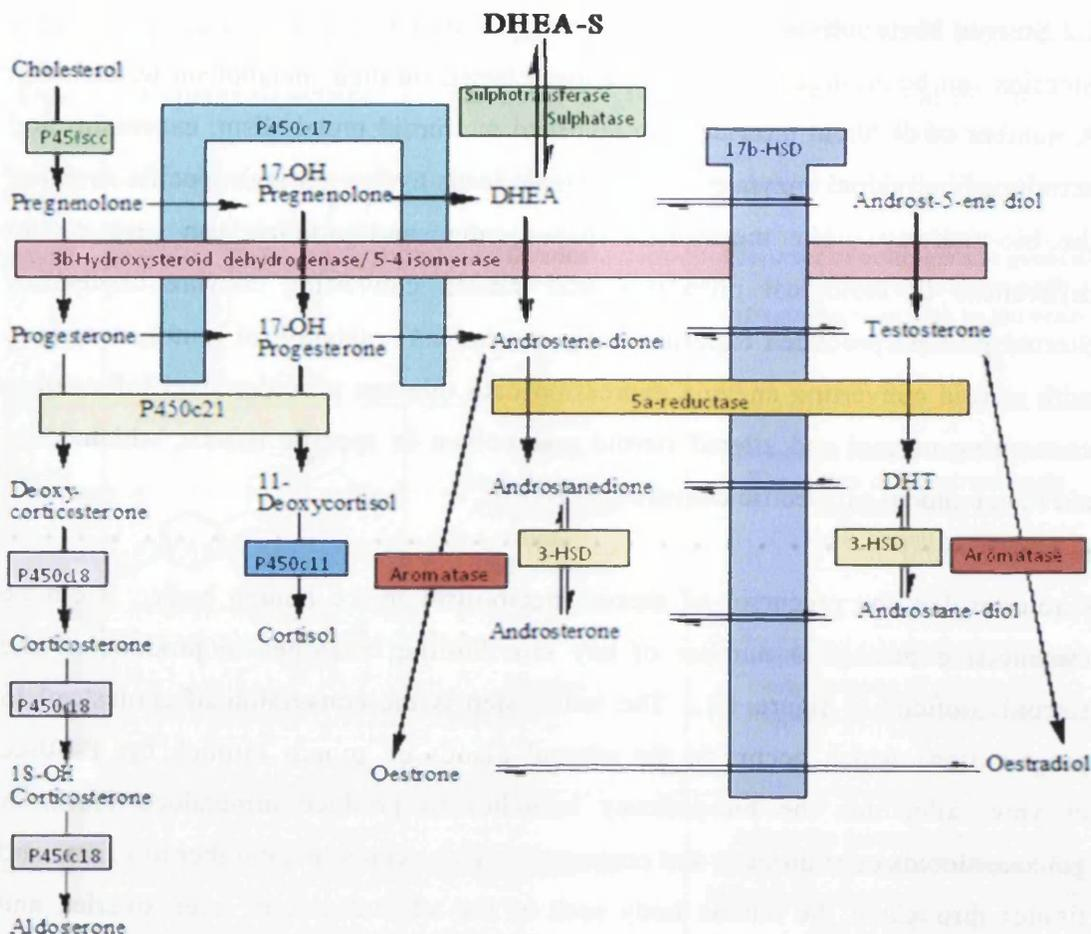 DHEA-S
Cholesterol
Sulphotransferase
Sulphatase
P450c17
P45fscc
17b-HSD
17-OH
Pregnenolone
Pregnenolone
DHEA
Androst-5-ene diol
3b-Hydroxysteroid dehydrogenase/ 5-4 isomerase
Progesterone
17-OH
Progesterone
Androstene-dione
Testosterone
P450c21
5a-reductase
Deoxy
corticosterone
11-
Deoxycortisol
Androstanedione
DHT
P450c18
P450c11
Aromatase
3-HSD
3-HSD
Aromatase
Corticosterone
Cortisol
Androsterone
Androstane-diol
P450c18
18-OH
Corticosterone
Oestrone
Oestradiol
P450c18
Aldoserone